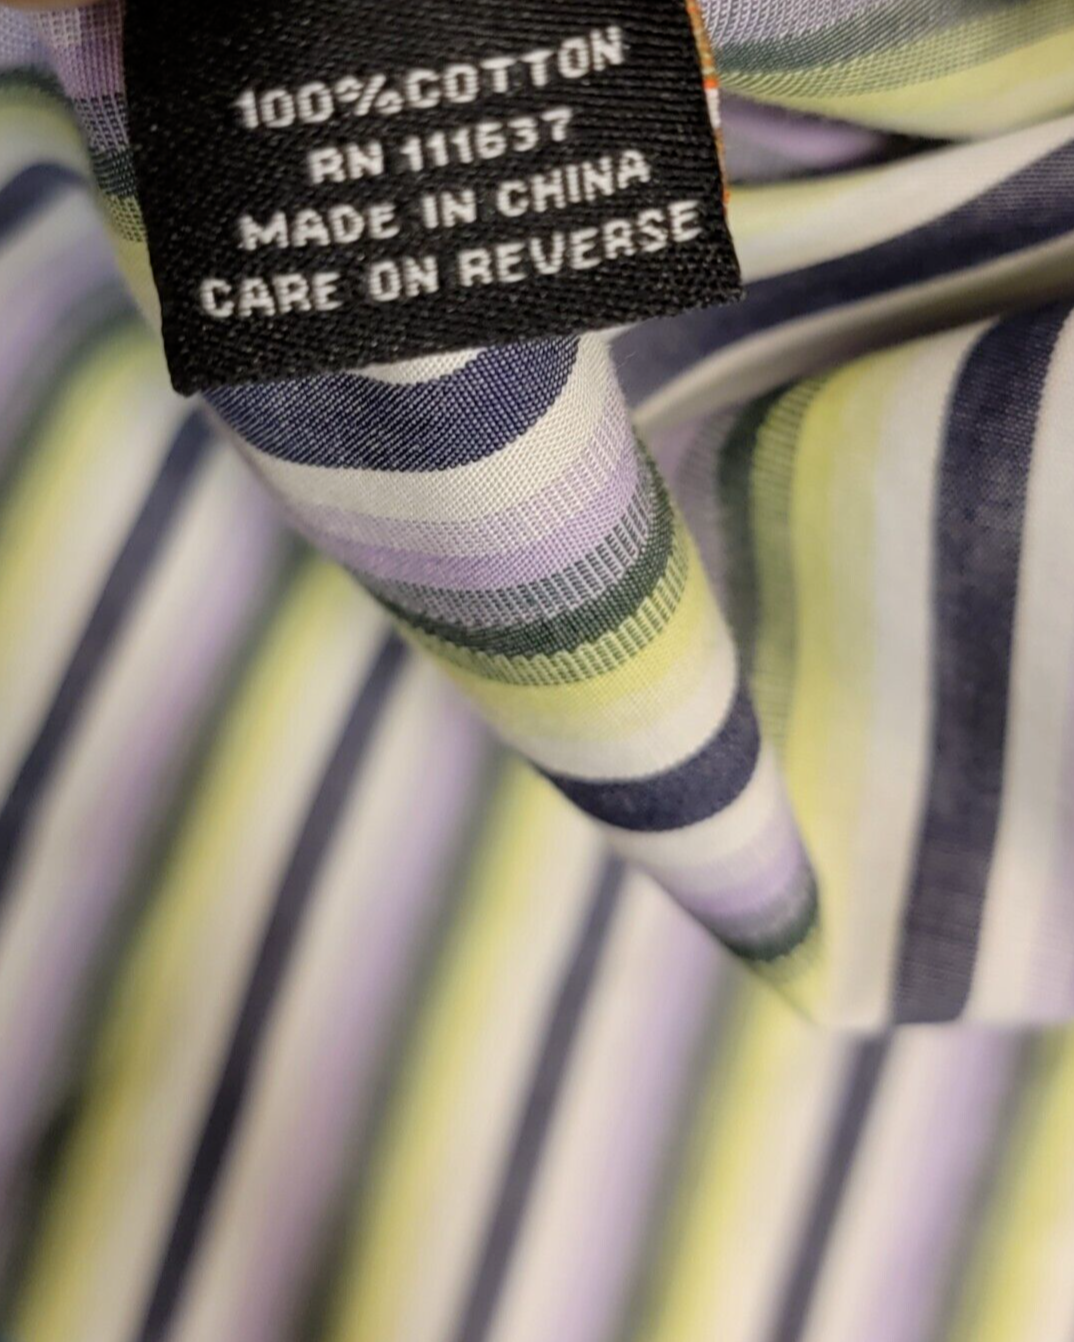 100%COTTON
RN 111637
MADE IN CHINA
CARE ON REVERSE